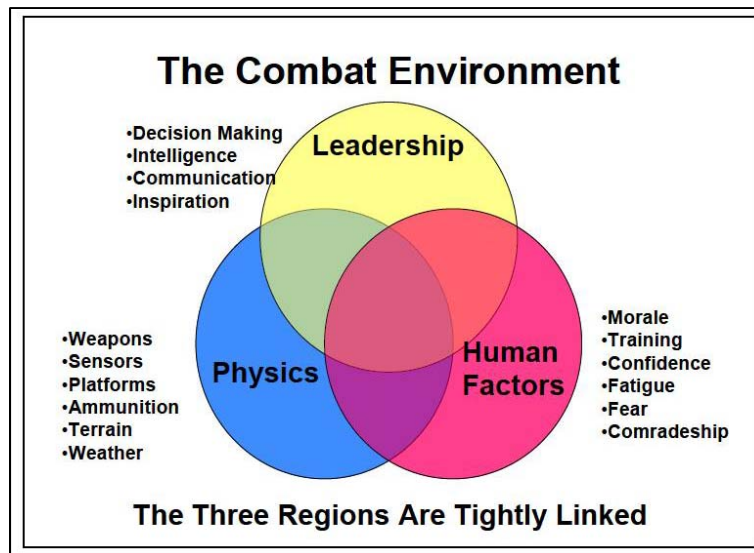 The Combat Environment
•Decision Making
•Intelligence
•Communication
•Inspiration
Leadership
•Weapons
•Sensors
•Platforms
•Ammunition
•Terrain
•Weather
Physics
Human
Factors
•Morale
•Training
•Confidence
•Fatigue
•Fear
•Comradeship
The Three Regions Are Tightly Linked